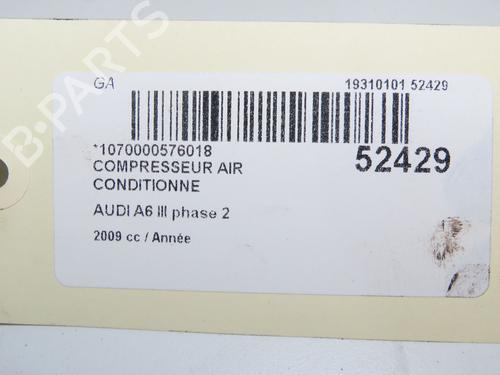 GA
19310101 52429
*1070000576018
52429
COMPRESSEUR AIR
CONDITIONNE
AUDI A6 III phase 2
2009 cc / Année
B-PARTS